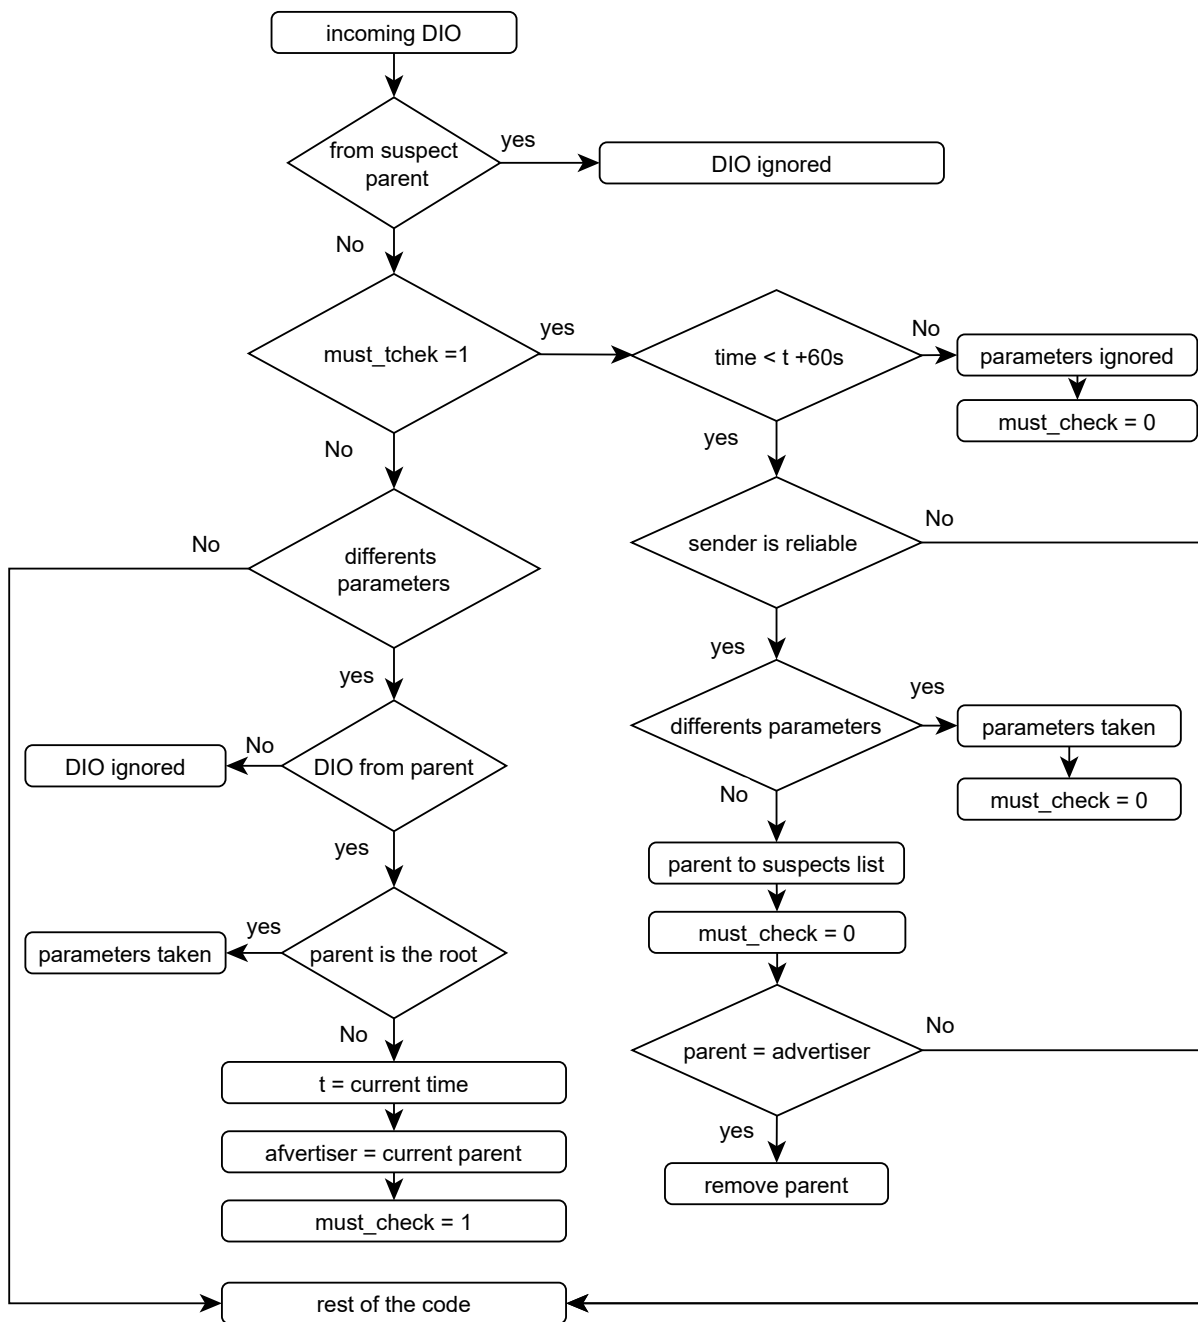 incoming DIO
from suspect
parent
yes
DIO ignored
No
must_tchek =1
yes
time < t +60s
No
parameters ignored
must_check = 0
yes
No
sender is reliable
No
No
differents
parameters
yes
yes
differents parameters
yes
parameters taken
must_check = 0
No
DIO from parent
No
DIO ignored
yes
parent to suspects list
must_check = 0
parent is the root
yes
parameters taken
No
parent = advertiser
No
t = current time
afvertiser = current parent
must_check = 1
yes
remove parent
rest of the code